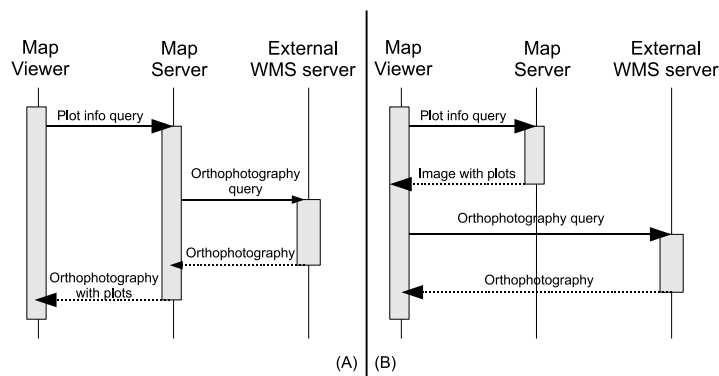 Map
Viewer
Map
Server
External
WMS server
Plot info query
Orthophotography
query
Orthophotography
Orthophotography
with plots
(A)
Map
Viewer
Map
Server
External
WMS server
Plot info query
Image with plots
Orthophotography query
Orthophotography
(B)